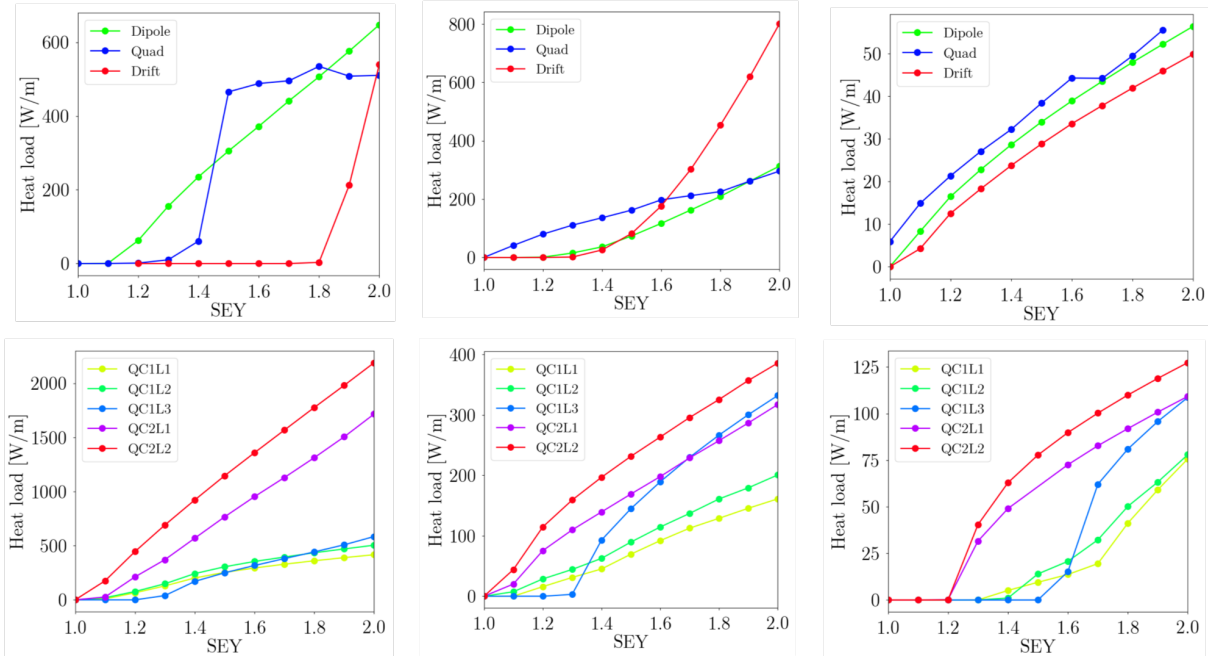 Heat load [W/m]
600
400
200
0
Dipole
Quad
Drift
1.0 1.2 1.4 1.6 1.8 2.0
SEY
Heat load [W/m]
800
600
400
200
0
Dipole
Quad
Drift
1.0 1.2 1.4 1.6 1.8 2.0
SEY
Heat load [W/m]
50
40
30
20
10
0
Dipole
Quad
Drift
1.0 1.2 1.4 1.6 1.8 2.0
SEY
Heat load [W/m]
2000
1500
1000
500
0
QC1L1
QC1L2
QC1L3
QC2L1
QC2L2
1.0 1.2 1.4 1.6 1.8 2.0
SEY
Heat load [W/m]
400
300
200
100
0
QC1L1
QC1L2
QC1L3
QC2L1
QC2L2
1.0 1.2 1.4 1.6 1.8 2.0
SEY
Heat load [W/m]
125
100
75
50
25
0
QC1L1
QC1L2
QC1L3
QC2L1
QC2L2
1.0 1.2 1.4 1.6 1.8 2.0
SEY